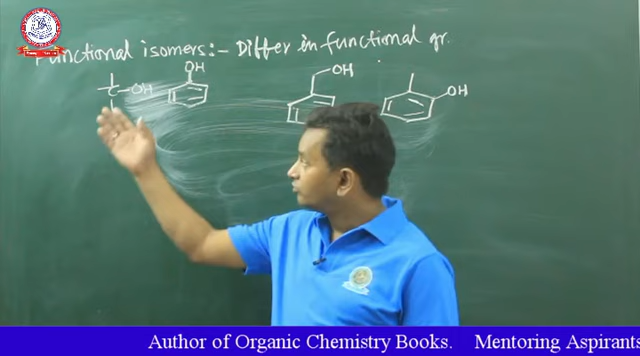 Functional isomers:- Differ in functional gr.
C-OH OH OH OH
Author of Organic Chemistry Books. Mentoring Aspirants